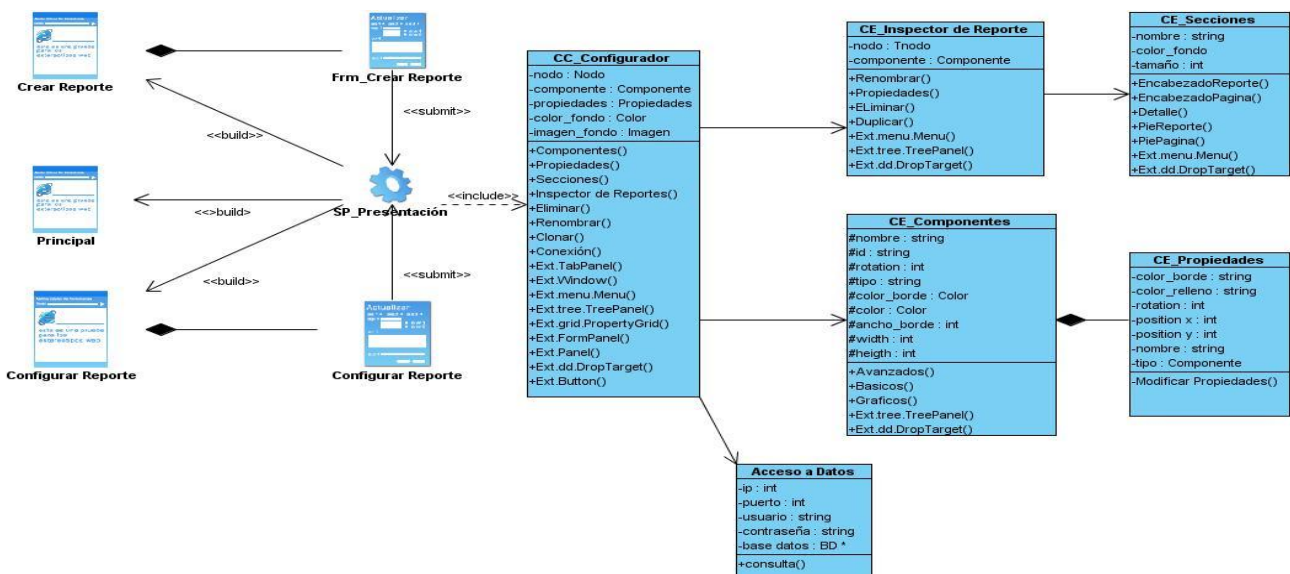 Crear Reporte
Actualizar
Frm_Crear Reporte
<<submit>>
<<build>>
Principal
<<>build>
SP_Presentación
<<include>>
<<build>>
<<submit>>
Configurar Reporte
Actualizar
Configurar Reporte
CC_Configurador
-nodo : Nodo
-componente : Componente
-propiedades : Propiedades
-color_fondo : Color
-imagen_fondo : Imagen
+Componentes()
+Propiedades()
+Secciones()
+Inspector de Reportes()
+Eliminar()
+Renombrar()
+Clonar()
+Conexión()
+Ext.TabPanel()
+Ext.Window()
+Ext.menu.Menu()
+Ext.tree.TreePanel()
+Ext.grid.PropertyGrid()
+Ext.FormPanel()
+Ext.Panel()
+Ext.dd.DropTarget()
+Ext.Button()
CE_Inspector de Reporte
-nodo : Tnodo
-componente : Componente
+Renombrar()
+Propiedades()
+ELiminar()
+Duplicar()
+Ext.menu.Menu()
+Ext.tree.TreePanel()
+Ext.dd.DropTarget()
CE_Secciones
-nombre : string
-color_fondo
-tamaño : int
+EncabezadoReporte()
+EncabezadoPagina()
+Detalle()
+PieReporte()
+PiePagina()
+Ext.menu.Menu()
+Ext.dd.DropTarget()
CE_Componentes
#nombre : string
#id : string
#rotation : int
#tipo : string
#color_borde : Color
#color : Color
#ancho_borde : int
#width : int
#heigth : int
+Avanzados()
+Basicos()
+Graficos()
+Ext.tree.TreePanel()
+Ext.dd.DropTarget()
CE_Propiedades
-color_borde : string
-color_relleno : string
-rotation : int
-position x : int
-position y : int
-nombre : string
-tipo : Componente
-Modificar Propiedades()
Acceso a Datos
-ip : int
-puerto : int
-usuario : string
-contraseña : string
-base datos : BD *
+consulta()